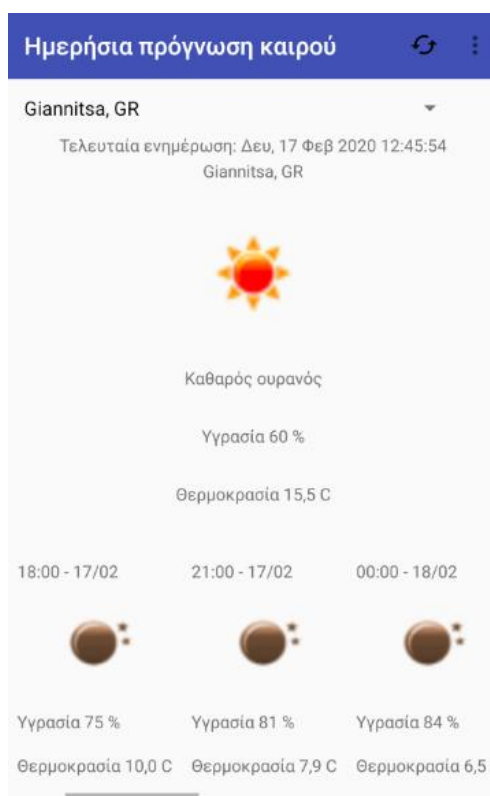 Ημερήσια πρόγνωση καιρού
Giannitsa, GR
Τελευταία ενημέρωση: Δευ, 17 Φεβ 2020 12:45:54
Giannitsa, GR
Καθαρός ουρανός
Υγρασία 60 %
Θερμοκρασία 15,5 C
18:00 - 17/02 21:00 - 17/02 00:00 - 18/02
Υγρασία 75 % Υγρασία 81 % Υγρασία 84 %
Θερμοκρασία 10,0 C Θερμοκρασία 7,9 C Θερμοκρασία 6,5